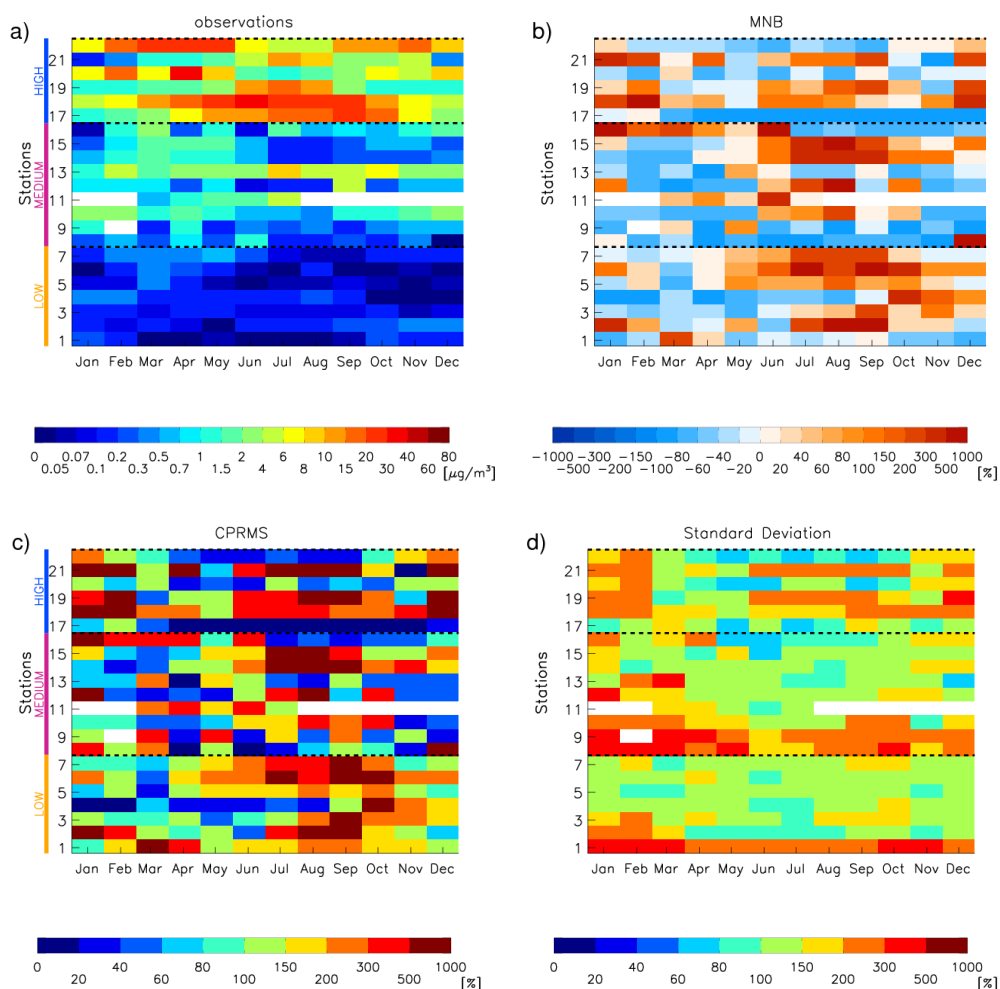 observations
a)
HIGH
MEDIUM
LOW
Stations
21
19
17
15
13
11
9
7
5
3
1
Jan Feb Mar Apr May Jun Jul Aug Sep Oct Nov Dec
0 0.07 0.2 0.5 1 2 6 10 20 40 80
0.05 0.1 0.3 0.7 1.5 4 8 15 30 60 [μg/m³]
MNB
b)
Stations
21
19
17
15
13
11
9
7
5
3
1
Jan Feb Mar Apr May Jun Jul Aug Sep Oct Nov Dec
-1000 -300 -150 -80 -40 0 40 80 150 300 1000
-500 -200 -100 -60 -20 20 60 100 200 500 [%]
CPRMS
c)
HIGH
MEDIUM
LOW
Stations
21
19
17
15
13
11
9
7
5
3
1
Jan Feb Mar Apr May Jun Jul Aug Sep Oct Nov Dec
0 40 80 150 300 1000
20 60 100 200 500 [%]
Standard Deviation
d)
Stations
21
19
17
15
13
11
9
7
5
3
1
Jan Feb Mar Apr May Jun Jul Aug Sep Oct Nov Dec
0 40 80 150 300 1000
20 60 100 200 500 [%]